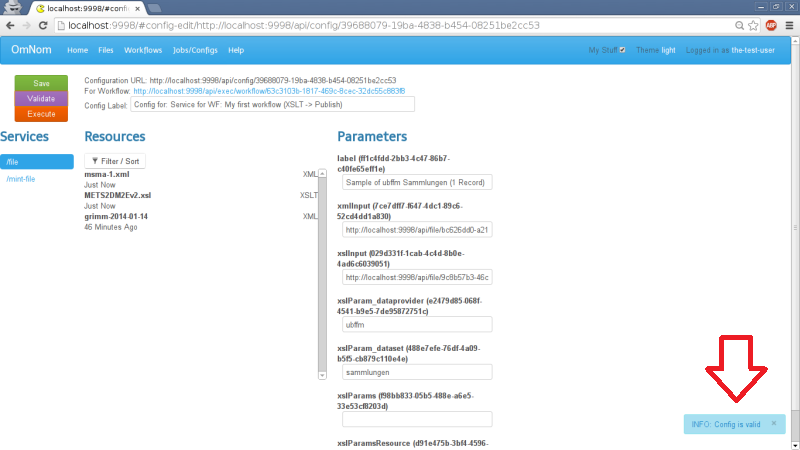 localhost:9998/#config-
localhost:9998/#config-edit/http://localhost:9998/api/config/39688079-19ba-4838-b454-08251be2cc53
ABP
OmNom Home Files Workflows Jobs/Configs Help My Stuff Theme light Logged in as the-test-user
Save
Validate
Execute
Configuration URL: http://localhost:9998/api/config/39688079-19ba-4838-b454-08251be2cc53
For Workflow: http://localhost:9998/api/exec/workflow/63c3103b-1817-469c-8cec-32dc55c883f8
Config Label: Config for: Service for WF: My first workflow (XSLT -> Publish)
Services
/file
/mint-file
Resources
Filter / Sort
msma-1.xml XML
Just Now
METS2DM2Ev2.xsl XSLT
Just Now
grimm-2014-01-14 XML
46 Minutes Ago
Parameters
label (ff1c4fdd-2bb3-4c47-86b7-
c40fe65eff1e)
Sample of ubffm Sammlungen (1 Record)
xmlInput (7ce7dff7-f647-4dc1-89c6-
52cd4dd1a830)
http://localhost:9998/api/file/bc626dd0-a21
xslInput (029d331f-1cab-4c4d-8b0e-
4ad6c6039051)
http://localhost:9998/api/file/9c8b57b3-46c
xslParam_dataprovider (e2479d85-068f-
4541-b9e5-7de95872751c)
ubffm
xslParam_dataset (488e7efe-76df-4a09-
b5f5-cb879c110e4e)
sammlungen
xslParams (f98bb833-05b5-488e-a6e5-
33e53cf8203d)
xslParamsResource (d91e475b-3bf4-4596-
INFO: Config is valid